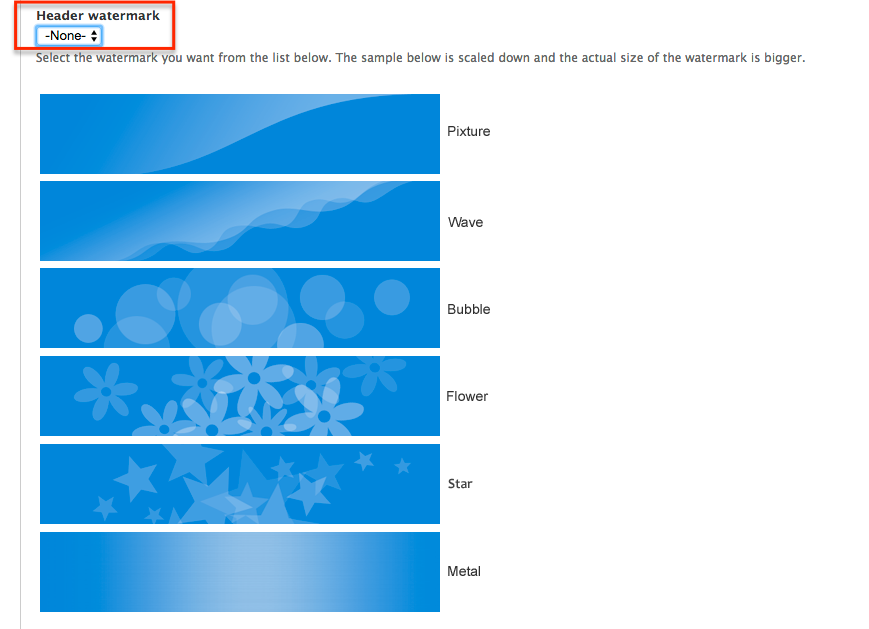 Header watermark
-None-
Select the watermark you want from the list below. The sample below is scaled down and the actual size of the watermark is bigger.
Pixture
Wave
Bubble
Flower
Star
Metal